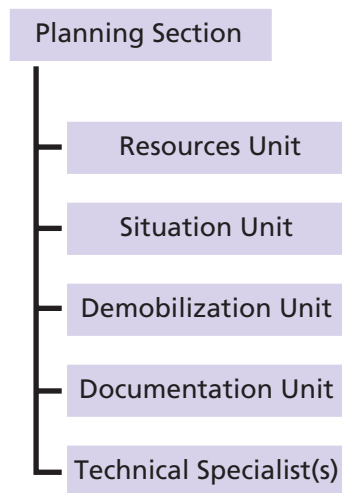 Planning Section
Resources Unit
Situation Unit
Demobilization Unit
Documentation Unit
Technical Specialist(s)